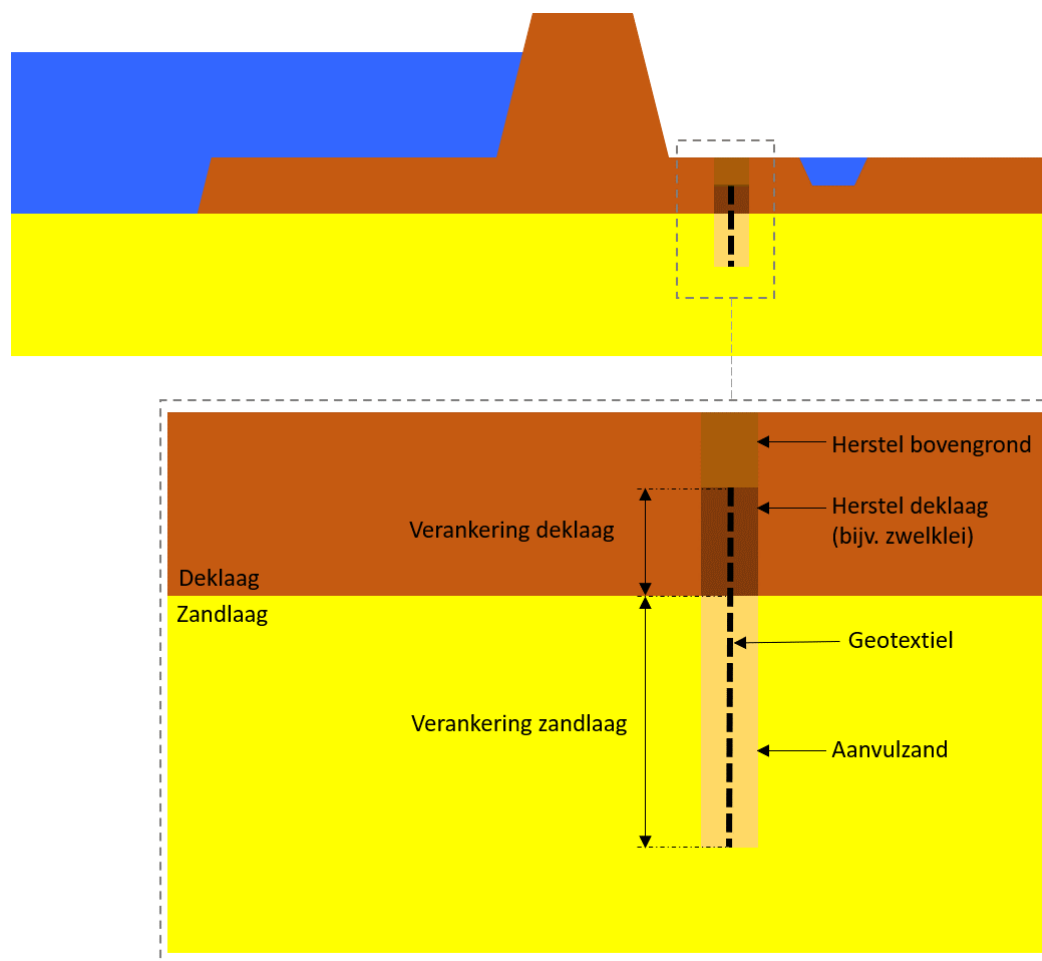 Herstel bovengrond
Herstel deklaag
(bijv. zwelklei)
Verankering deklaag
Deklaag
Zandlaag
Geotextiel
Verankering zandlaag
Aanvulzand